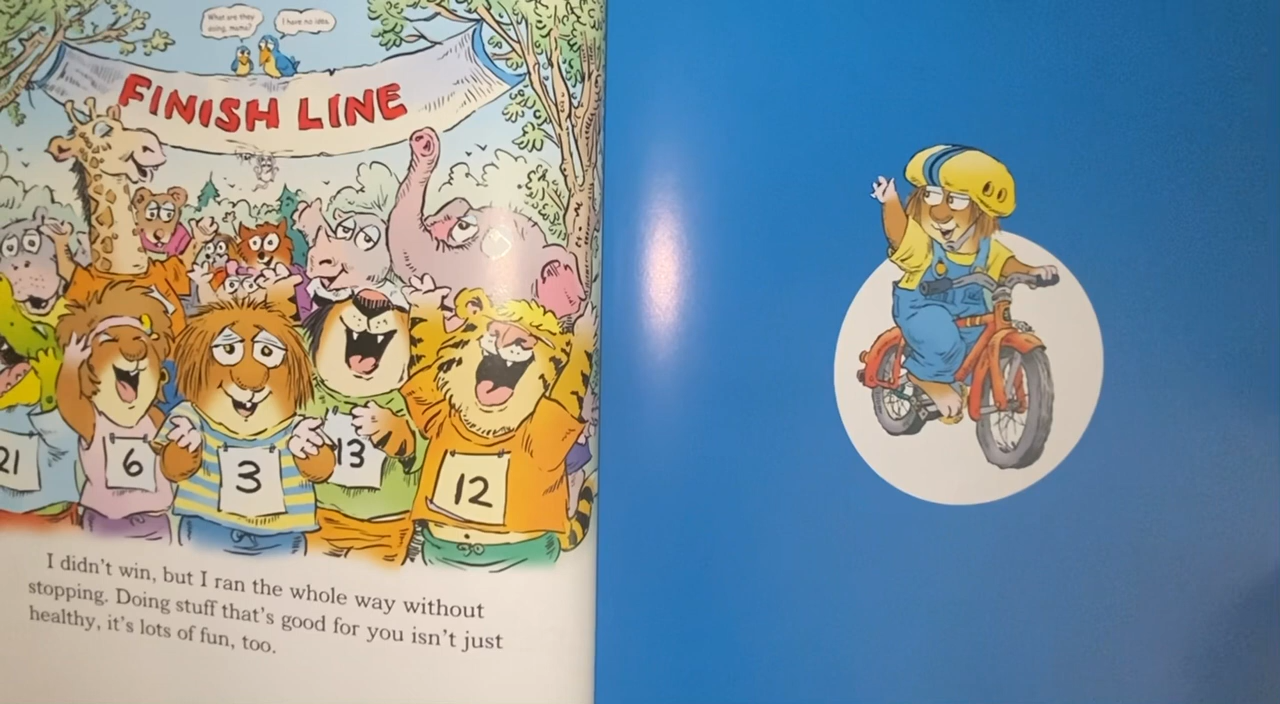 What are they
doing, mama?
I have no idea.
FINISH LINE
21
6
3
13
12
I didn't win, but I ran the whole way without
stopping. Doing stuff that's good for you isn't just
healthy, it's lots of fun, too.